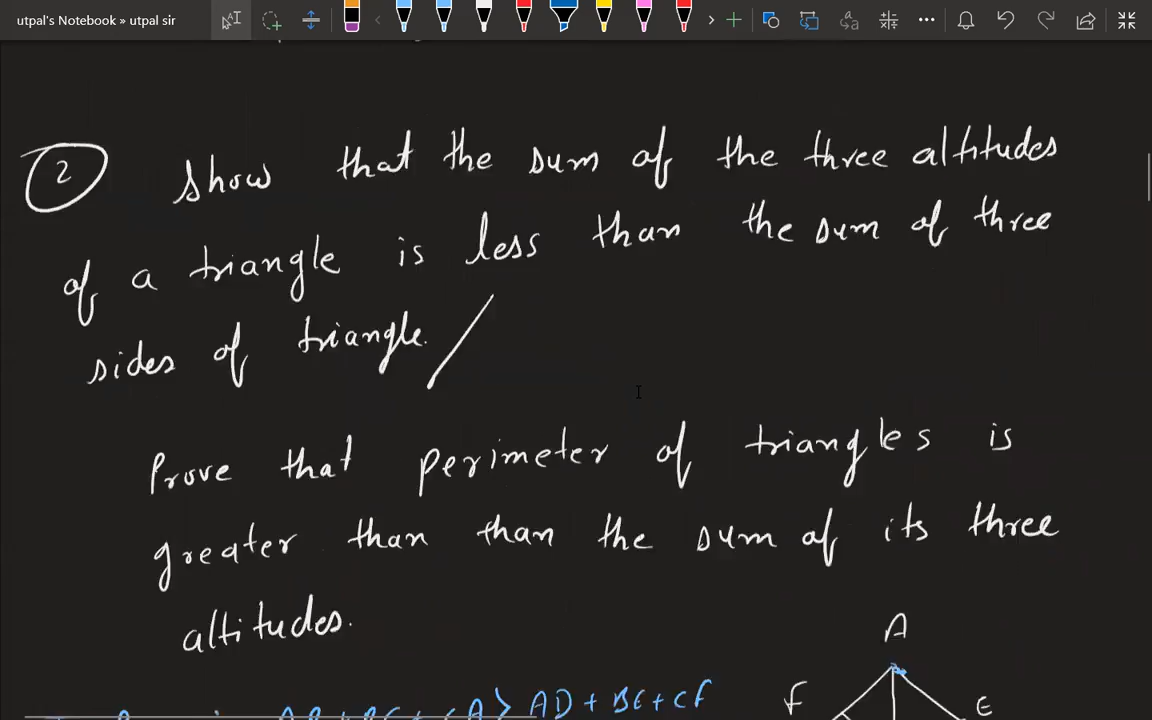 utpal's Notebook » utpal sir
2 Show that the sum of the three altitudes
of a triangle is less than the sum of three
sides of triangle. /
Prove that perimeter of triangles is
greater than than the sum of its three
altitudes.
A
AD + BE + CF
F
E